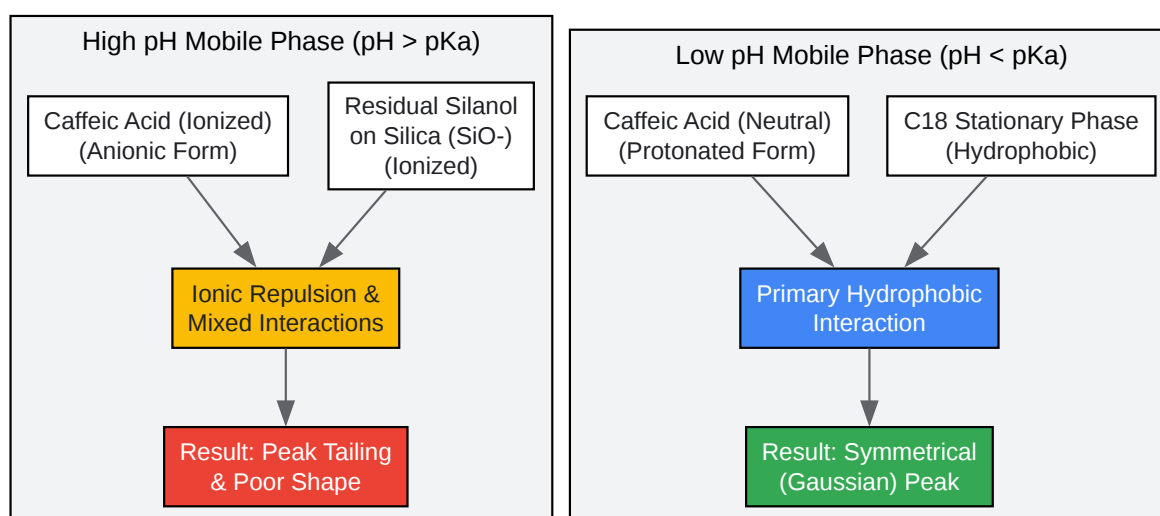 High pH Mobile Phase (pH > pKa)
Caffeic Acid (Ionized)
(Anionic Form)
Residual Silanol
on Silica (SiO-)
(Ionized)
Ionic Repulsion &
Mixed Interactions
Result: Peak Tailing
& Poor Shape
Low pH Mobile Phase (pH < pKa)
Caffeic Acid (Neutral)
(Protonated Form)
C18 Stationary Phase
(Hydrophobic)
Primary Hydrophobic
Interaction
Result: Symmetrical
(Gaussian) Peak